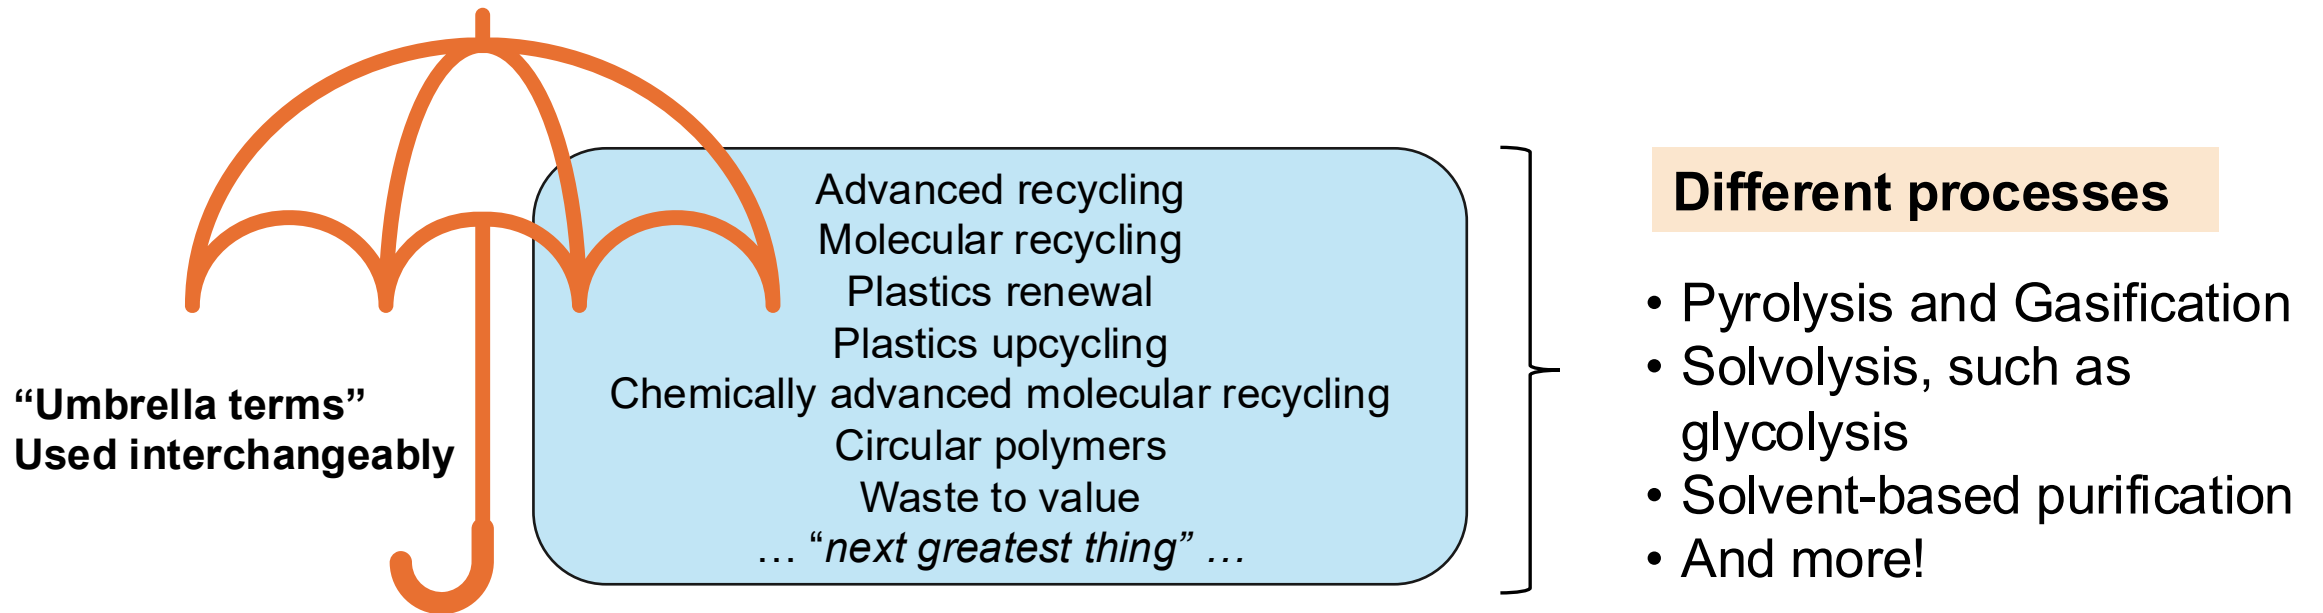 “Umbrella terms”
Used interchangeably
Advanced recycling
Molecular recycling
Plastics renewal
Plastics upcycling
Chemically advanced molecular recycling
Circular polymers
Waste to value
… “next greatest thing” …
Different processes
• Pyrolysis and Gasification
• Solvolysis, such as
glycolysis
• Solvent-based purification
• And more!